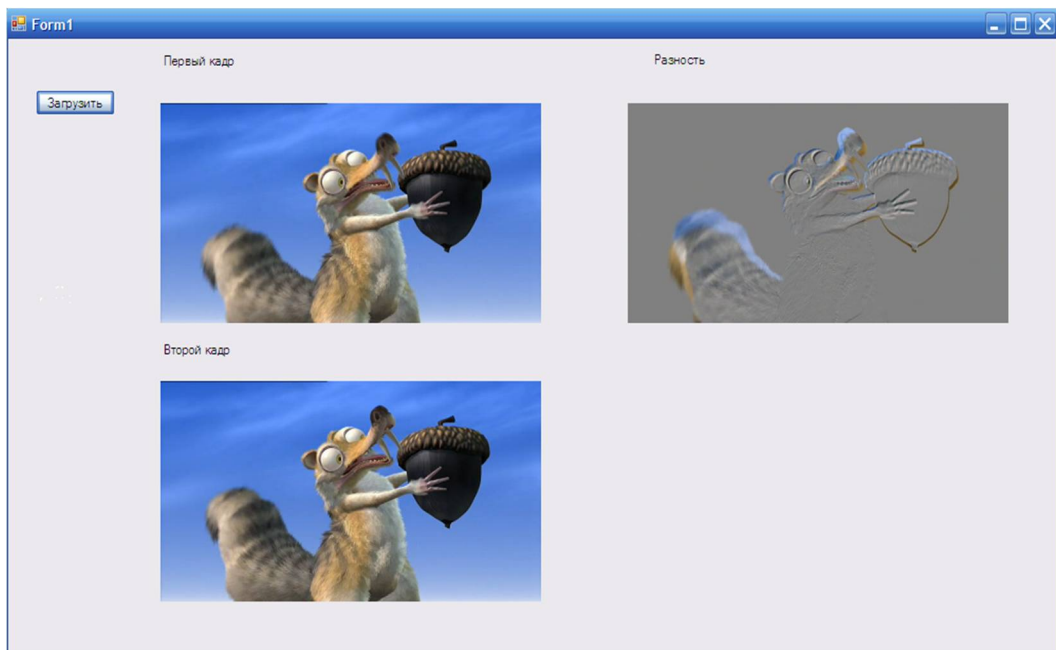 Form1
Первый кадр
Разность
Загрузить
Второй кадр